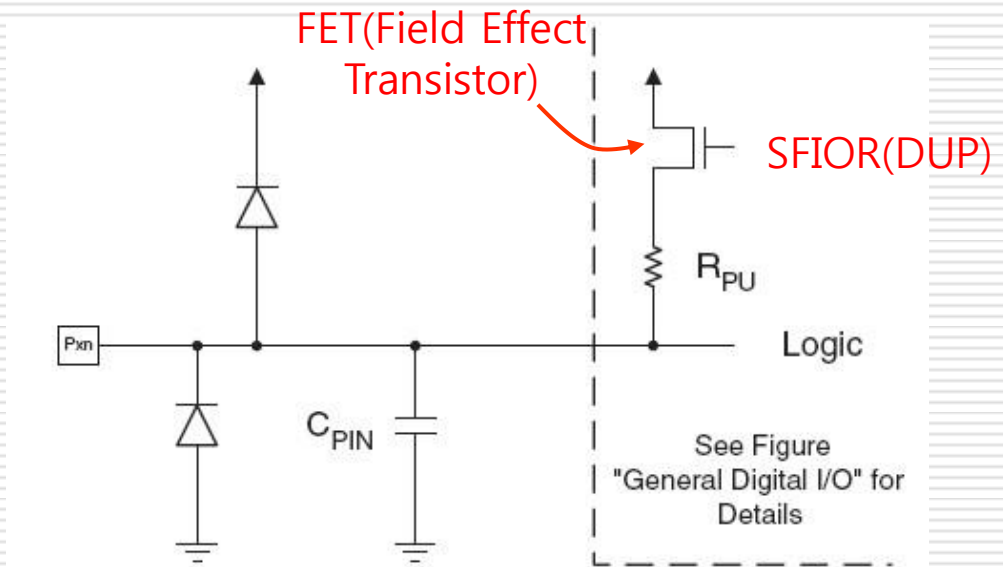 FET(Field Effect
Transistor)
SFIOR(DUP)
RPU
Pxn
Logic
CPIN
See Figure
"General Digital I/O" for
Details